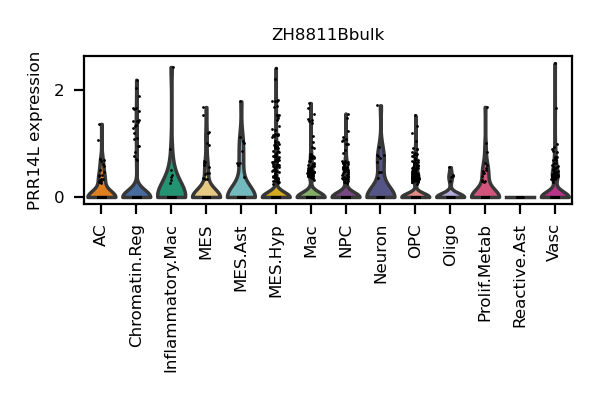 ZH8811Bbulk
PRR14L expression
2
0
AC
Chromatin.Reg
Inflammatory.Mac
MES
MES.Ast
MES.Hyp
Mac
NPC
Neuron
OPC
Oligo
Prolif.Metab
Reactive.Ast
Vasc